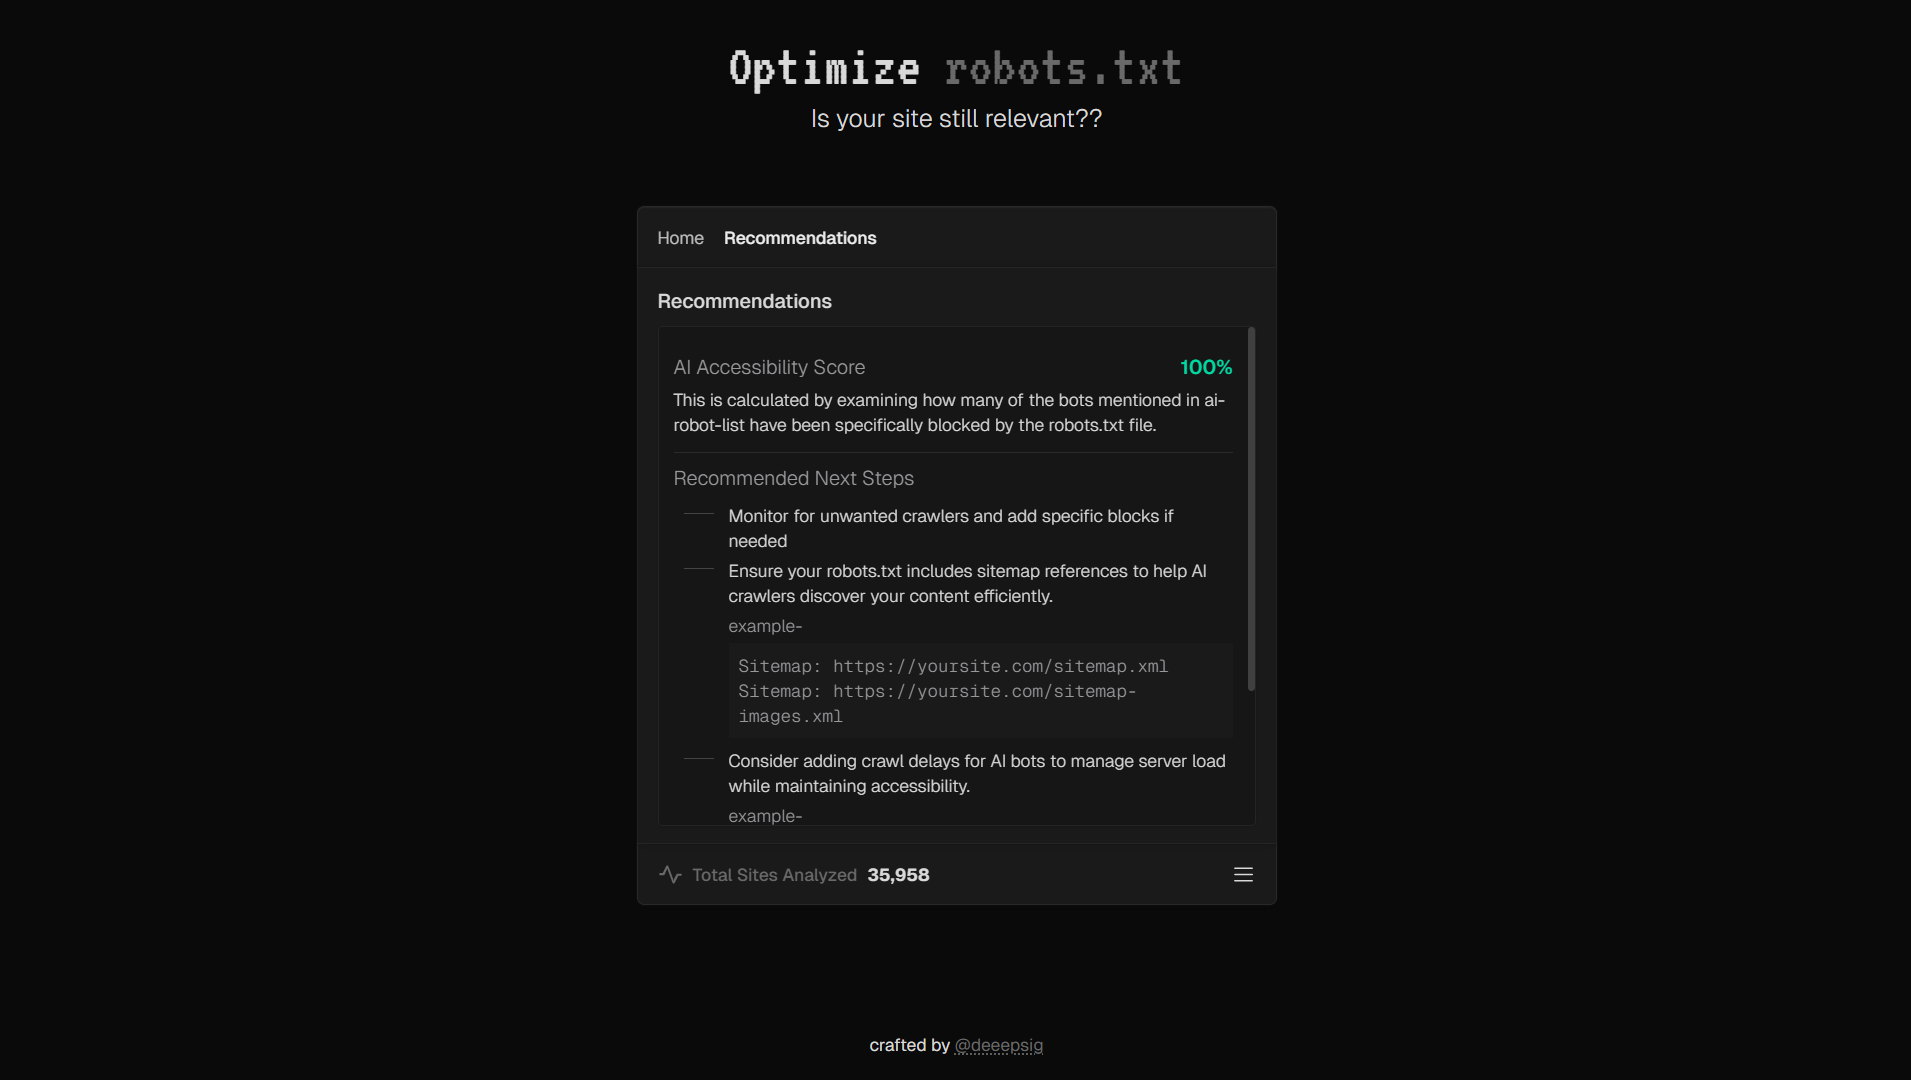 Optimize robots.txt
Is your site still relevant??
Home Recommendations
Recommendations
AI Accessibility Score 100%
This is calculated by examining how many of the bots mentioned in ai-
robot-list have been specifically blocked by the robots.txt file.
Recommended Next Steps
Monitor for unwanted crawlers and add specific blocks if
needed
Ensure your robots.txt includes sitemap references to help AI
crawlers discover your content efficiently.
example-
Sitemap: https://yoursite.com/sitemap.xml
Sitemap: https://yoursite.com/sitemap-
images.xml
Consider adding crawl delays for AI bots to manage server load
while maintaining accessibility.
example-
Total Sites Analyzed 35,958
crafted by @deeepsig